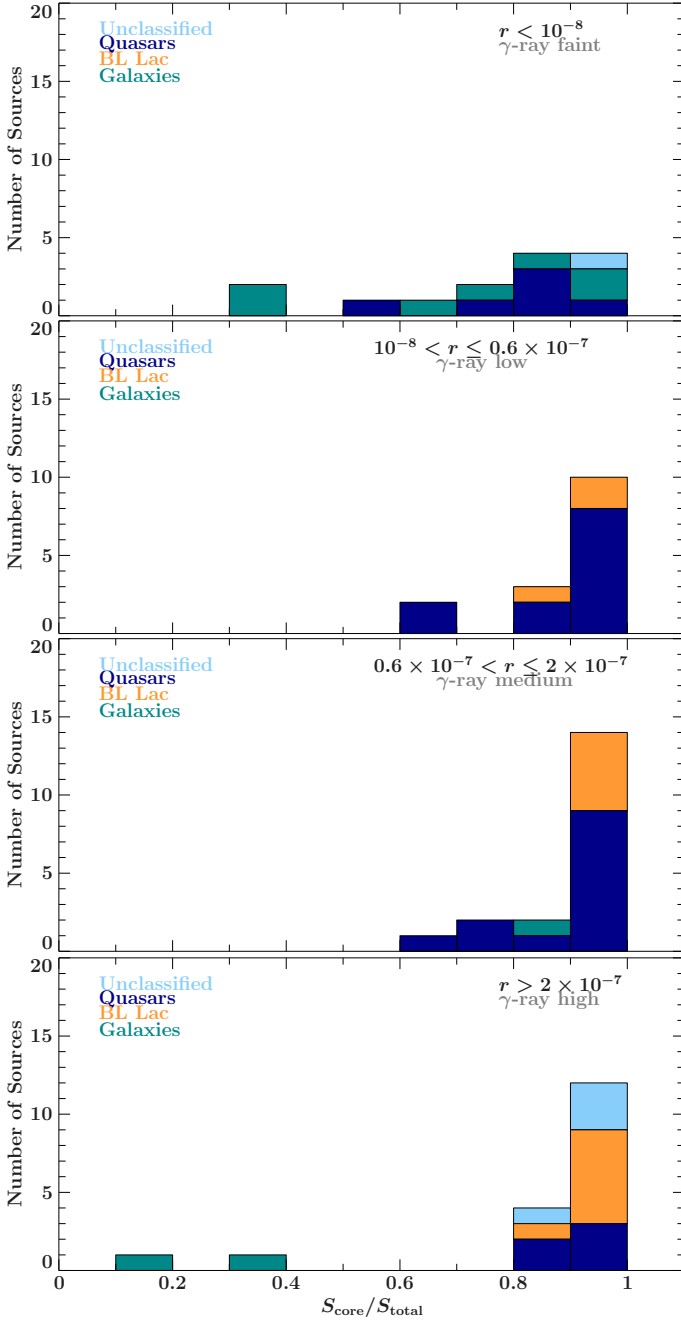 20
15
10
5
0
Number of Sources
Unclassified
Quasars
BL Lac
Galaxies
r < 10⁻⁸
γ-ray faint
20
15
10
5
0
Number of Sources
Unclassified
Quasars
BL Lac
Galaxies
10⁻⁸ < r ≤ 0.6 × 10⁻⁷
γ-ray low
20
15
10
5
0
Number of Sources
Unclassified
Quasars
BL Lac
Galaxies
0.6 × 10⁻⁷ < r ≤ 2 × 10⁻⁷
γ-ray medium
20
15
10
5
0
Number of Sources
Unclassified
Quasars
BL Lac
Galaxies
r > 2 × 10⁻⁷
γ-ray high
0 0.2 0.4 0.6 0.8 1
S_core/S_total